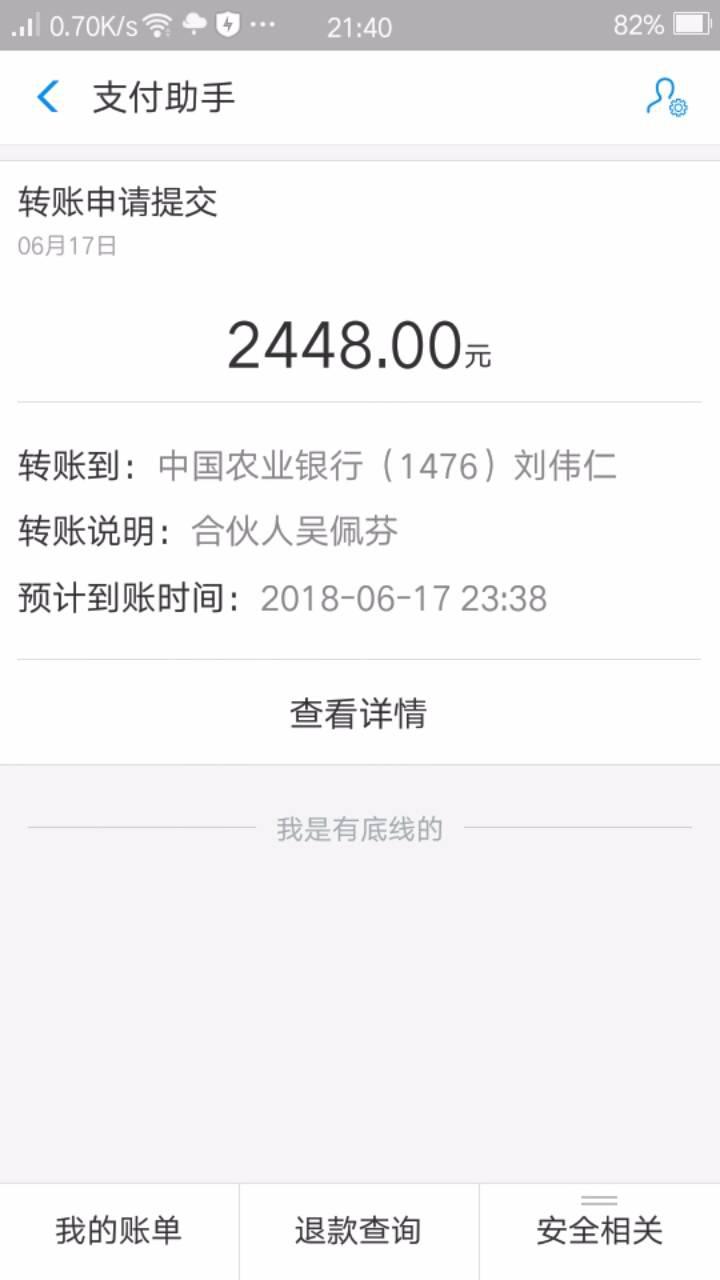 0.70K/s ... 21:40 82%
支付助手
转账申请提交
06月17日
2448.00元
转账到：中国农业银行（1476）刘伟仁
转账说明：合伙人吴佩芬
预计到账时间：2018-06-17 23:38
查看详情
我是有底线的
我的账单 退款查询 安全相关